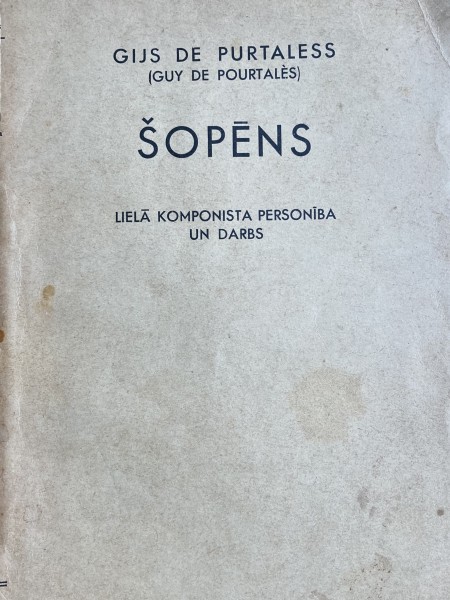 GIJS DE PURTALESS
(GUY DE POURTALÈS)
ŠOPĒNS
LIELĀ KOMPONISTA PERSONĪBA
UN DARBS